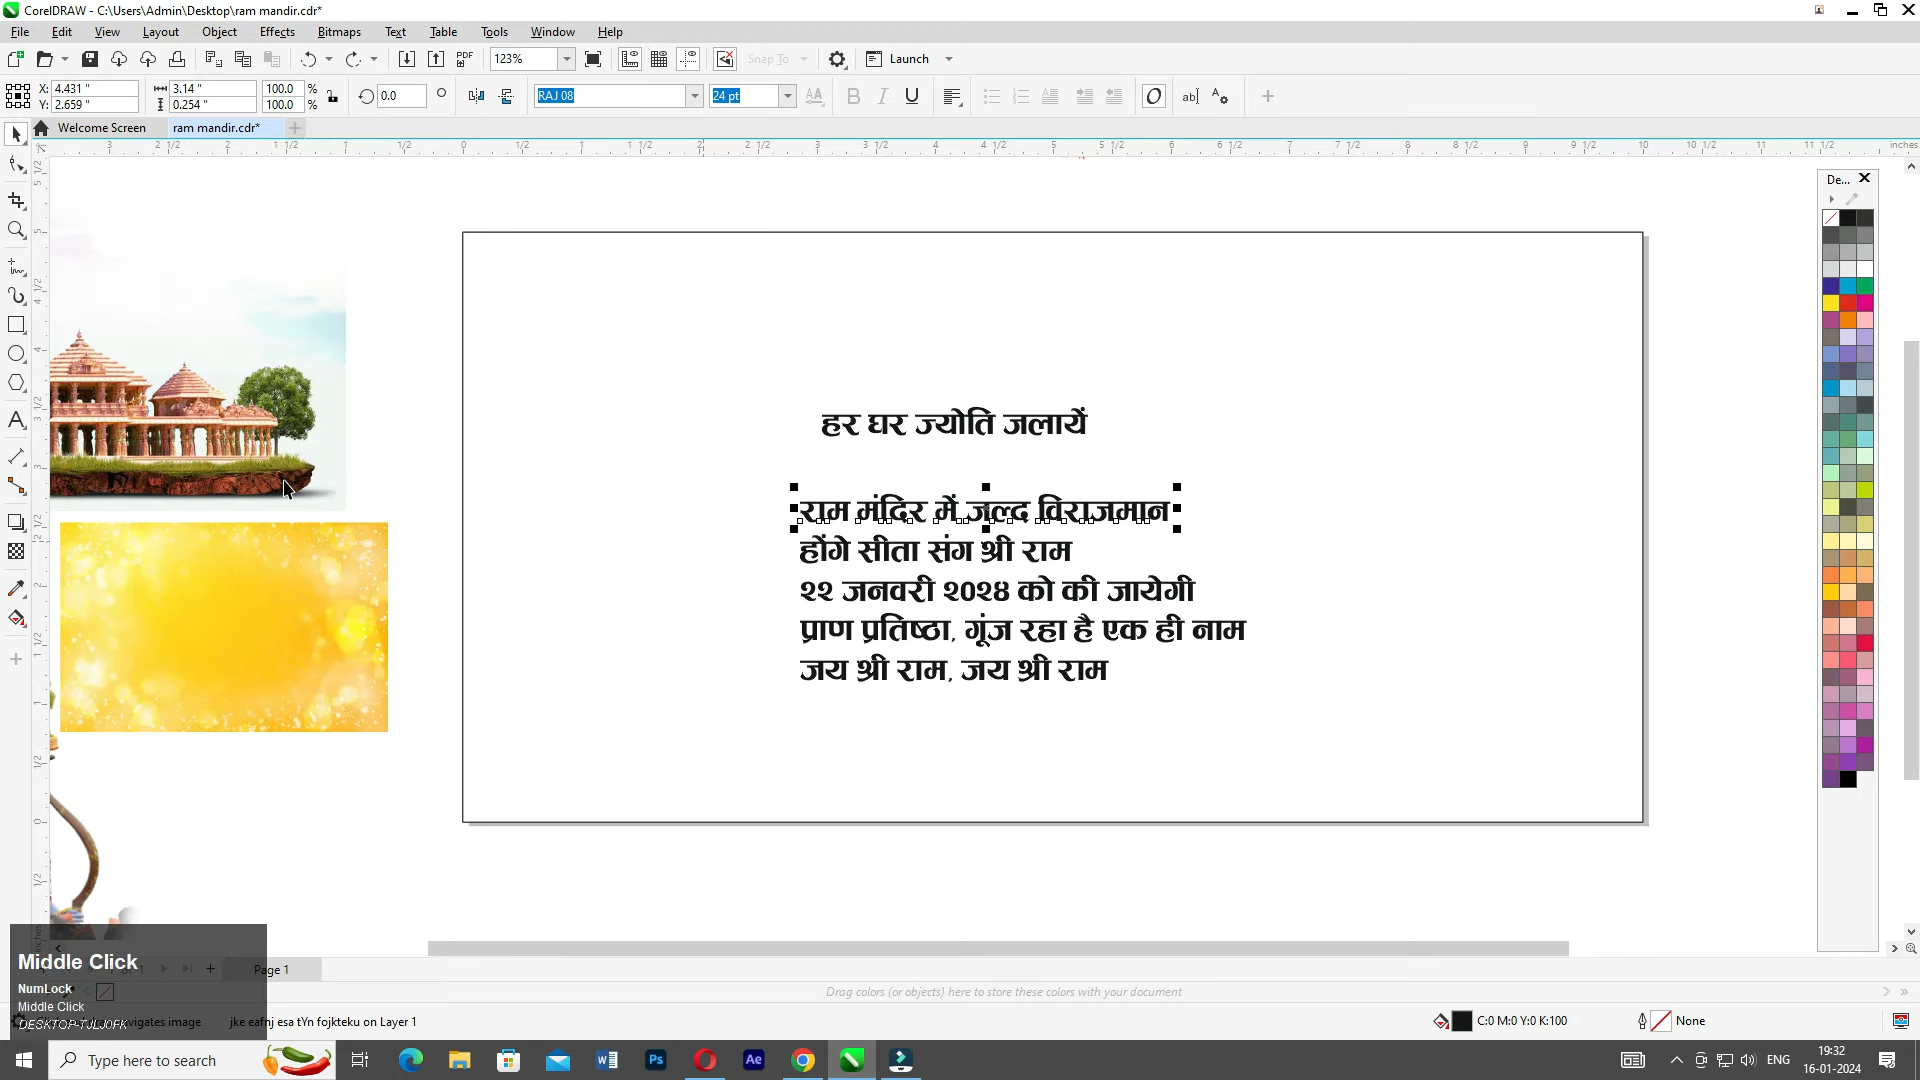 CorelDRAW - C:\Users\Admin\Desktop\ram mandir.cdr*
File Edit View Layout Object Effects Bitmaps Text Table Tools Window Help
PDF 123% Snap To Launch
X: 4.431 " 3.14 " 100.0 % 0.0 RAJ 08 24 pt
Y: 2.659 " 0.254 " 100.0 %
Welcome Screen ram mandir.cdr*
inches
De...
हर घर ज्योति जलायें
राम मंदिर में जल्द विराजमान
होंगे सीता संग श्री राम
२२ जनवरी २०२४ को की जायेगी
प्राण प्रतिष्ठा, गूंज रहा है एक ही नाम
जय श्री राम, जय श्री राम
Middle Click
NumLock
Middle Click
DESKTOP-TJLJ0FK
Page 1
Drag colors (or objects) here to store these colors with your document
navigates image jke eafnj esa tYn fojkteku on Layer 1
C:0 M:0 Y:0 K:100 None
Type here to search
ENG 19:32
16-01-2024